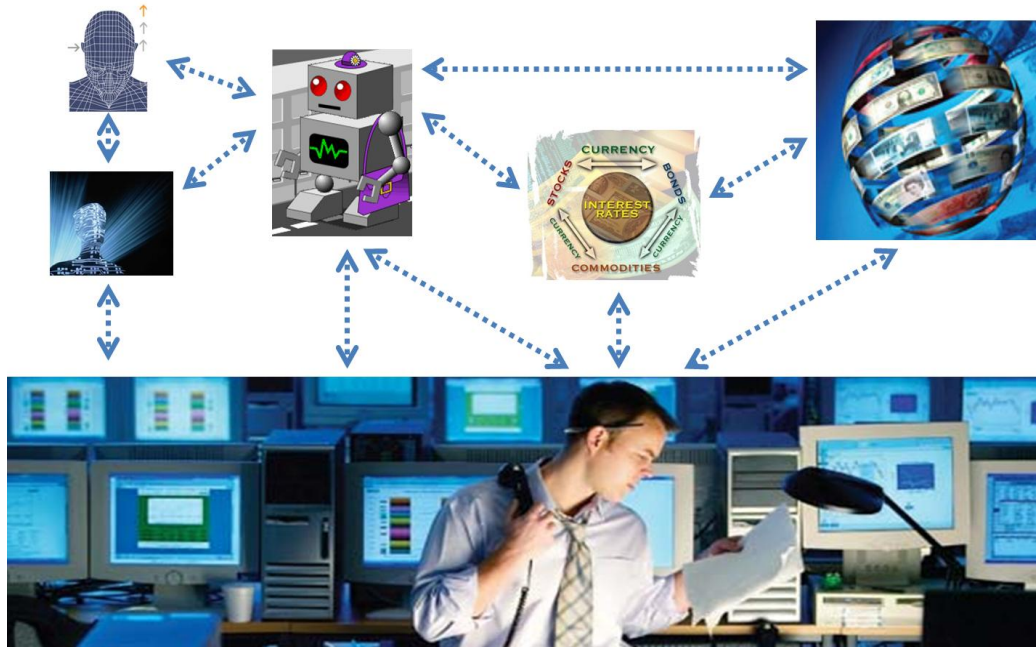 CURRENCY
STOCKS
BONDS
INTEREST
RATES
CURRENCY
CURRENCY
COMMODITIES